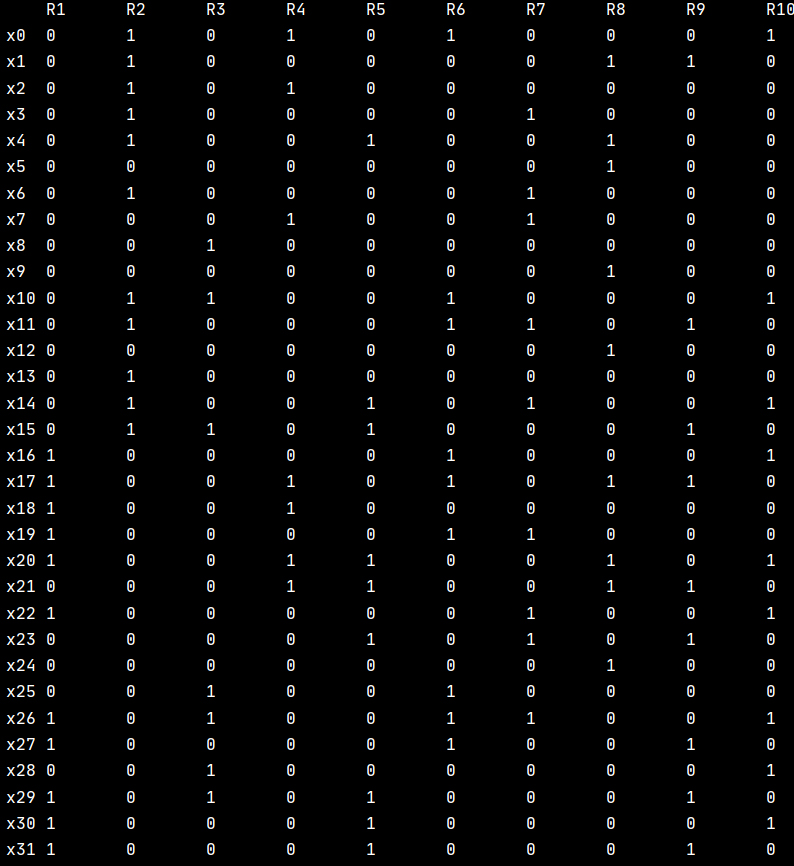 R1 R2 R3 R4 R5 R6 R7 R8 R9 R10
x0 0 1 0 1 0 1 0 0 0 1
x1 0 1 0 0 0 0 0 1 1 0
x2 0 1 0 1 0 0 0 0 0 0
x3 0 1 0 0 0 0 1 0 0 0
x4 0 1 0 0 1 0 0 1 0 0
x5 0 0 0 0 0 0 0 1 0 0
x6 0 1 0 0 0 0 1 0 0 0
x7 0 0 0 1 0 0 1 0 0 0
x8 0 0 1 0 0 0 0 0 0 0
x9 0 0 0 0 0 0 0 1 0 0
x10 0 1 1 0 0 1 0 0 0 1
x11 0 1 0 0 0 1 1 0 1 0
x12 0 0 0 0 0 0 0 1 0 0
x13 0 1 0 0 0 0 0 0 0 0
x14 0 1 0 0 1 0 1 0 0 1
x15 0 1 1 0 1 0 0 0 1 0
x16 1 0 0 0 0 1 0 0 0 1
x17 1 0 0 1 0 1 0 1 1 0
x18 1 0 0 1 0 0 0 0 0 0
x19 1 0 0 0 0 1 1 0 0 0
x20 1 0 0 1 1 0 0 1 0 1
x21 0 0 0 1 1 0 0 1 1 0
x22 1 0 0 0 0 0 1 0 0 1
x23 0 0 0 0 1 0 1 0 1 0
x24 0 0 0 0 0 0 0 1 0 0
x25 0 0 1 0 0 1 0 0 0 0
x26 1 0 1 0 0 1 1 0 0 1
x27 1 0 0 0 0 1 0 0 1 0
x28 0 0 1 0 0 0 0 0 0 1
x29 1 0 1 0 1 0 0 0 1 0
x30 1 0 0 0 1 0 0 0 0 1
x31 1 0 0 0 1 0 0 0 1 0